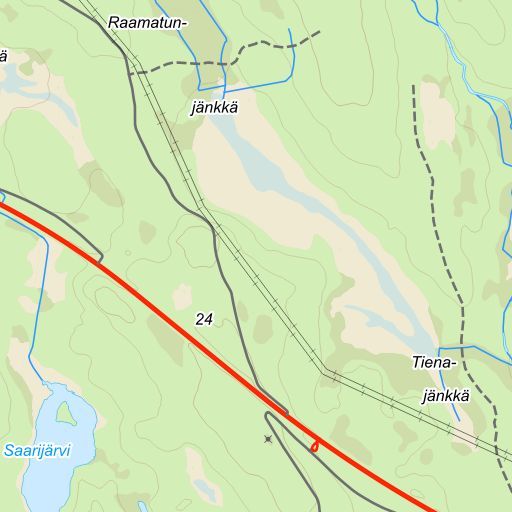 Raamatun-
ä
jänkkä
24
Tiena-
jänkkä
Saarijärvi